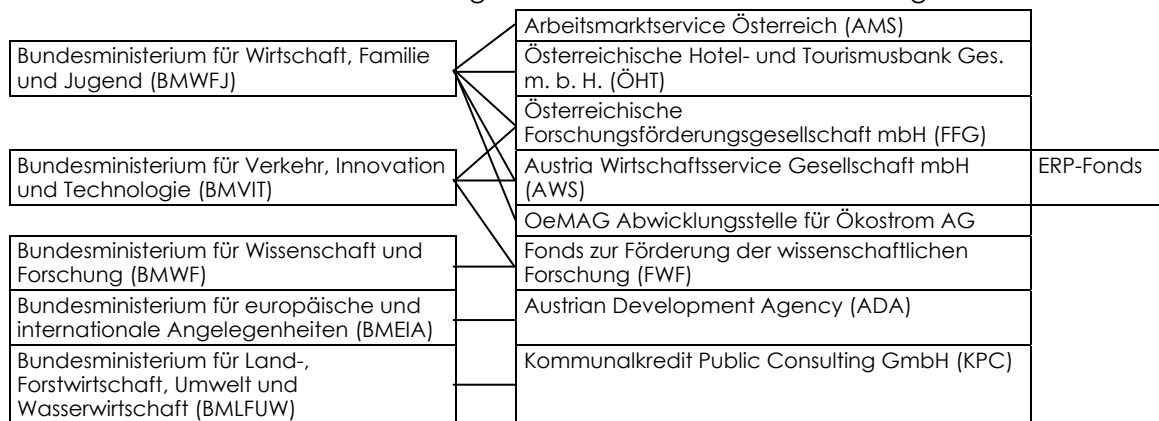 Arbeitsmarktservice Österreich (AMS)
Bundesministerium für Wirtschaft, Familie
und Jugend (BMWFJ)
Österreichische Hotel- und Tourismusbank Ges.
m. b. H. (ÖHT)
Österreichische
Forschungsförderungsgesellschaft mbH (FFG)
Bundesministerium für Verkehr, Innovation
und Technologie (BMVIT)
Austria Wirtschaftsservice Gesellschaft mbH
(AWS)
ERP-Fonds
OeMAG Abwicklungsstelle für Ökostrom AG
Bundesministerium für Wissenschaft und
Forschung (BMWF)
Fonds zur Förderung der wissenschaftlichen
Forschung (FWF)
Bundesministerium für europäische und
internationale Angelegenheiten (BMEIA)
Austrian Development Agency (ADA)
Bundesministerium für Land-,
Forstwirtschaft, Umwelt und
Wasserwirtschaft (BMLFUW)
Kommunalkredit Public Consulting GmbH (KPC)